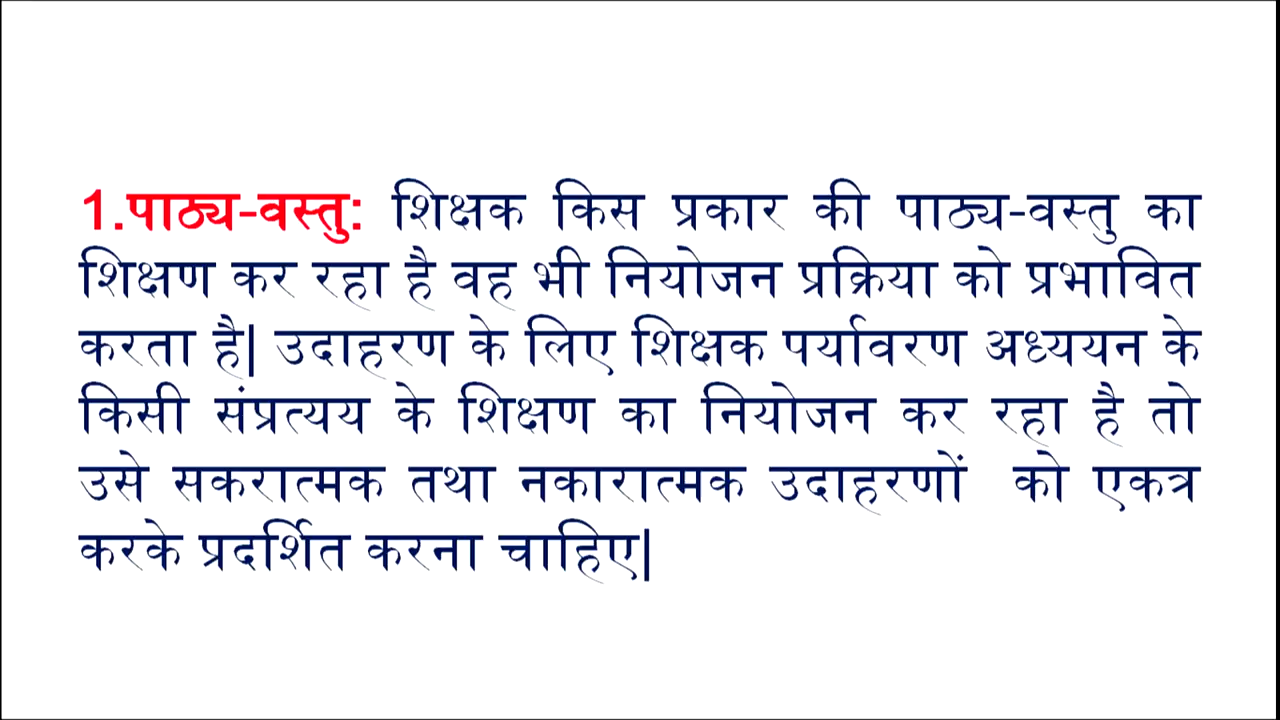 1.पाठ्य-वस्तु: शिक्षक किस प्रकार की पाठ्य-वस्तु का
शिक्षण कर रहा है वह भी नियोजन प्रक्रिया को प्रभावित
करता है| उदाहरण के लिए शिक्षक पर्यावरण अध्ययन के
किसी संप्रत्यय के शिक्षण का नियोजन कर रहा है तो
उसे सकरात्मक तथा नकारात्मक उदाहरणों को एकत्र
करके प्रदर्शित करना चाहिए|